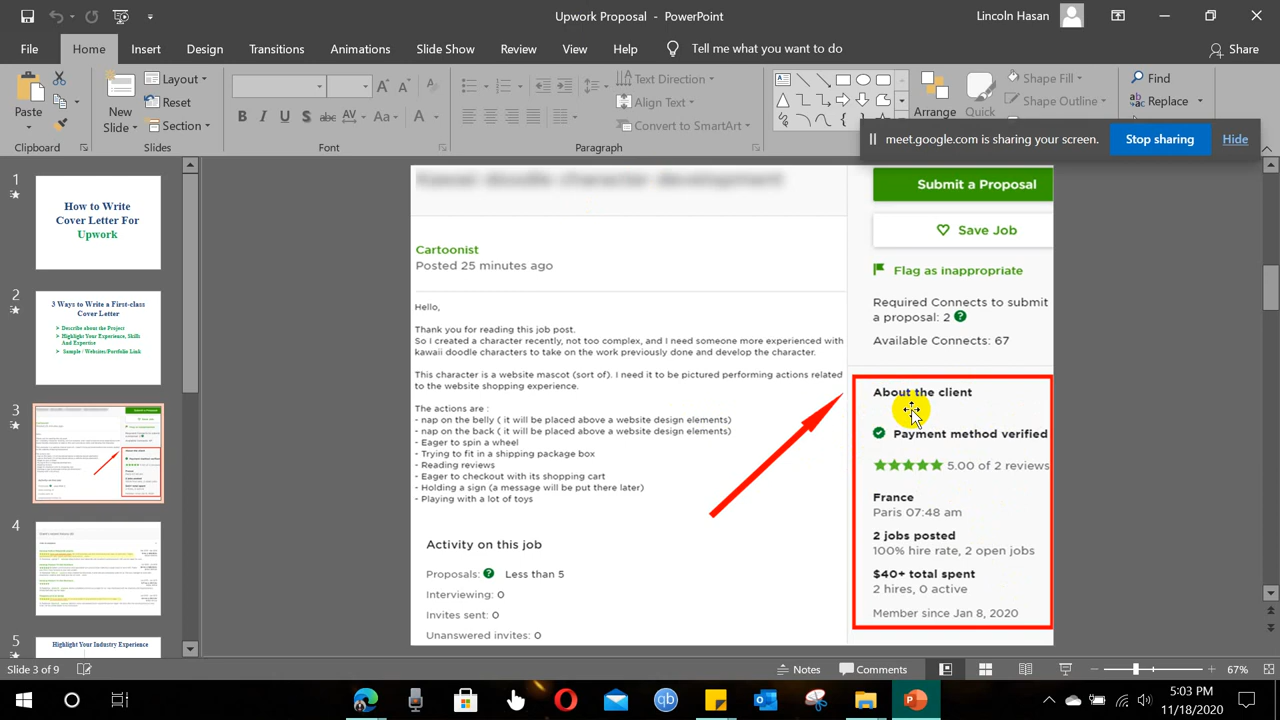 Upwork Proposal - PowerPoint
Lincoln Hasan
File
Home
Insert
Design
Transitions
Animations
Slide Show
Review
View
Help
Tell me what you want to do
Share
Paste
Clipboard
New
Slide
Layout
Reset
Section
Slides
B I U S abc AV Aa A
Font
Text Direction
Align Text
Convert to SmartArt
Paragraph
Arrange
Quick
Shape Fill
Shape Outline
Find
Replace
meet.google.com is sharing your screen.
Stop sharing
Hide
1
How to Write
Cover Letter For
Upwork
2
3 Ways to Write a First-class
Cover Letter
Describe about the Project
Highlight Your Experience, Skills
And Expertise
Sample / Websites/Portfolio Link
3
4
5
Highlight Your Industry Experience
Kawaii doodle character development
Cartoonist
Posted 25 minutes ago
Hello,
Thank you for reading this job post.
So I created a character recently, not too complex, and I need someone more experienced with
kawaii doodle characters to take on the work previously done and develop the character.
This character is a website mascot (sort of). I need it to be pictured performing actions related
to the website shopping experience.
The actions are :
- nap on the belly ( it will be placed above a website design elements)
- nap on the back ( it will be placed above a website design elements)
- Eager to spin a wheel
- Trying to fit in a shipping package box
- Reading reviews
- Eager to checkout with its shopping cart
- Holding a sign (a message will be put there later)
- Playing with a lot of toys
Activity on this job
Proposals: Less than 5
Interviewing: 0
Invites sent: 0
Unanswered invites: 0
Submit a Proposal
Save Job
Flag as inappropriate
Required Connects to submit
a proposal: 2
Available Connects: 67
About the client
Payment method verified
5.00 of 2 reviews
France
Paris 07:48 am
2 jobs posted
100% hire rate, 2 open jobs
$40+ total spent
2 hires, 0 active
Member since Jan 8, 2020
Slide 3 of 9
Notes
Comments
67%
6:03 PM
11/18/2020